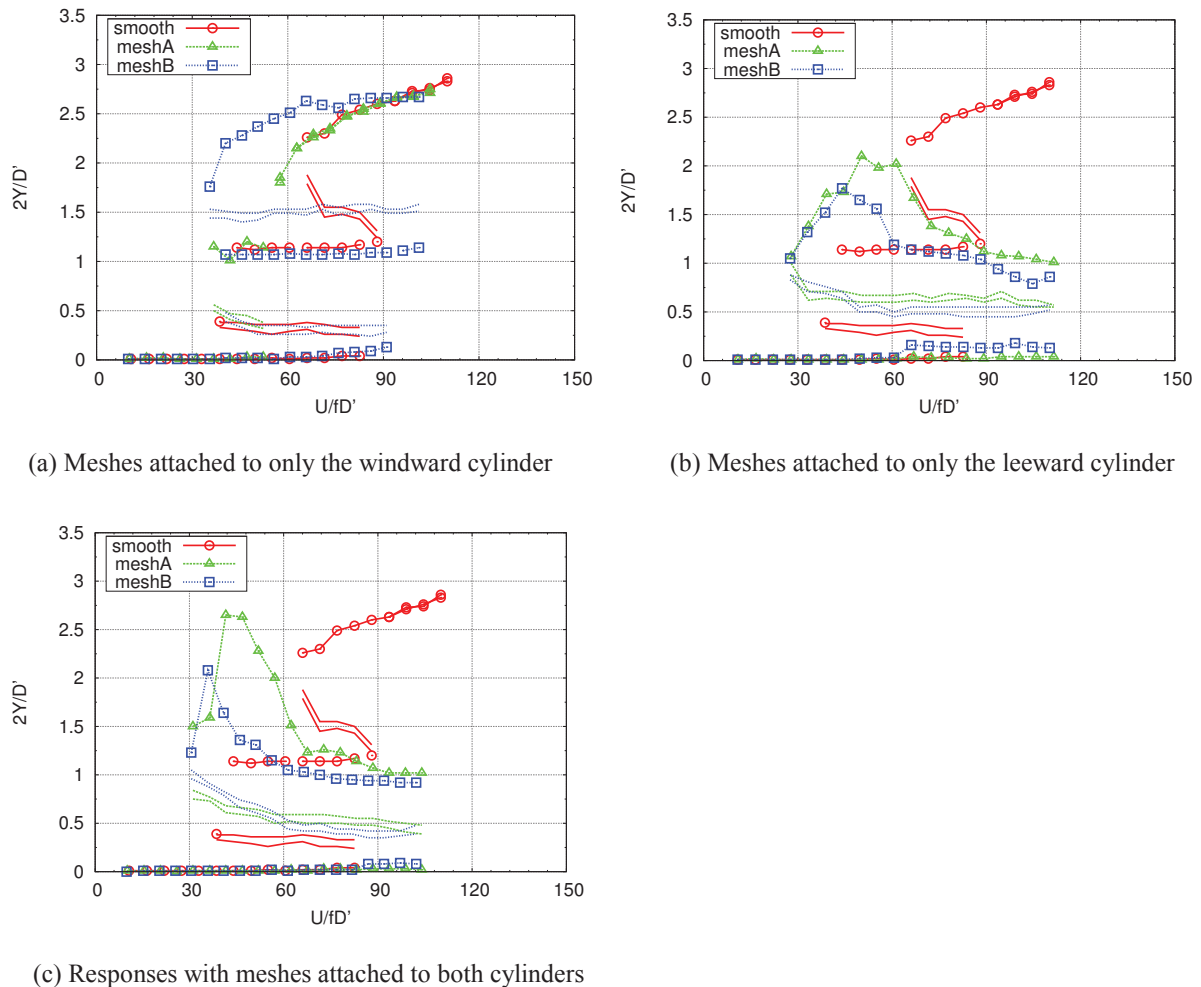 smooth
meshA
meshB
3.5
3
2.5
2
1.5
1
0.5
0
2Y/D'
0 30 60 90 120 150
U/fD'
(a) Meshes attached to only the windward cylinder
smooth
meshA
meshB
3.5
3
2.5
2
1.5
1
0.5
0
2Y/D'
0 30 60 90 120 150
U/fD'
(b) Meshes attached to only the leeward cylinder
smooth
meshA
meshB
3.5
3
2.5
2
1.5
1
0.5
0
2Y/D'
0 30 60 90 120 150
U/fD'
(c) Responses with meshes attached to both cylinders